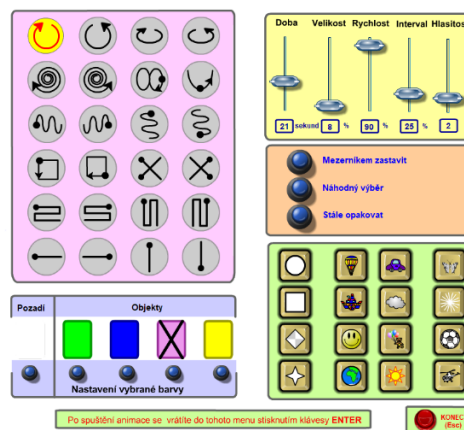 Doba Velikost Rychlost Interval Hlasitost
21 sekund 8 % 90 % 25 % 2
Mezerníkem zastavit
Náhodný výběr
Stále opakovat
Pozadí Objekty
Nastavení vybrané barvy
Po spuštění animace se vrátíte do tohoto menu stisknutím klávesy ENTER
KONEC
(Esc)